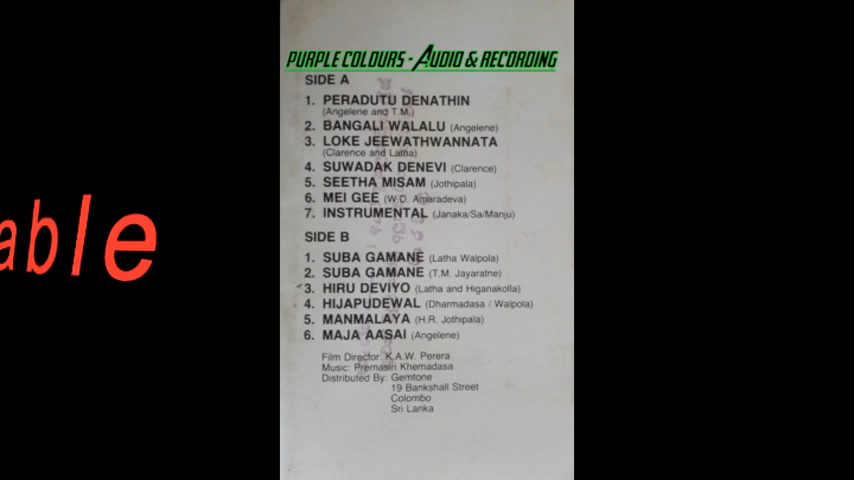 PURPLE COLOURS - AUDIO & RECORDING
SIDE A
1. PERADUTU DENATHIN
(Angelene and T.M.)
2. BANGALI WALALU (Angelene)
3. LOKE JEEWATHWANNATA
(Clarence and Latha)
4. SUWADAK DENEVI (Clarence)
5. SEETHA MISAM (Jothipala)
6. MEI GEE (W.D. Amaradeva)
7. INSTRUMENTAL (Janaka/Sa/Manju)
able
SIDE B
1. SUBA GAMANE (Latha Walpola)
2. SUBA GAMANE (T.M. Jayaratne)
3. HIRU DEVIYO (Latha and Higanakolla)
4. HIJAPUDEWAL (Dharmadasa / Walpola)
5. MANMALAYA (H.R. Jothipala)
6. MAJA AASAI (Angelene)
Film Director: K.A.W. Perera
Music: Premasiri Khemadasa
Distributed By: Gemtone
19 Bankshall Street
Colombo
Sri Lanka